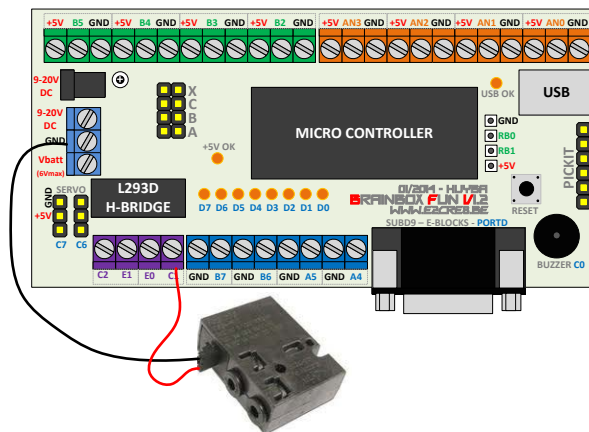 +5V B5 GND +5V B4 GND +5V B3 GND +5V B2 GND +5V AN3 GND +5V AN2 GND +5V AN1 GND +5V AN0 GND
9-20V
DC
9-20V
DC
GND
Vbatt
(6Vmax)
X
C
B
A
+5V OK
MICRO CONTROLLER
USB OK
USB
GND
RB0
RB1
+5V
PICKIT
SERVO
GND
+5V
C7 C6
L293D
H-BRIDGE
D7 D6 D5 D4 D3 D2 D1 D0
01/2014 - HUYBA
BRAINBOX FUN V1.2
WWW.E2CRE8.BE
RESET
SUBD9 – E-BLOCKS - PORTD
BUZZER C0
C2 E1 E0 C1 GND B7 GND B6 GND A5 GND A4